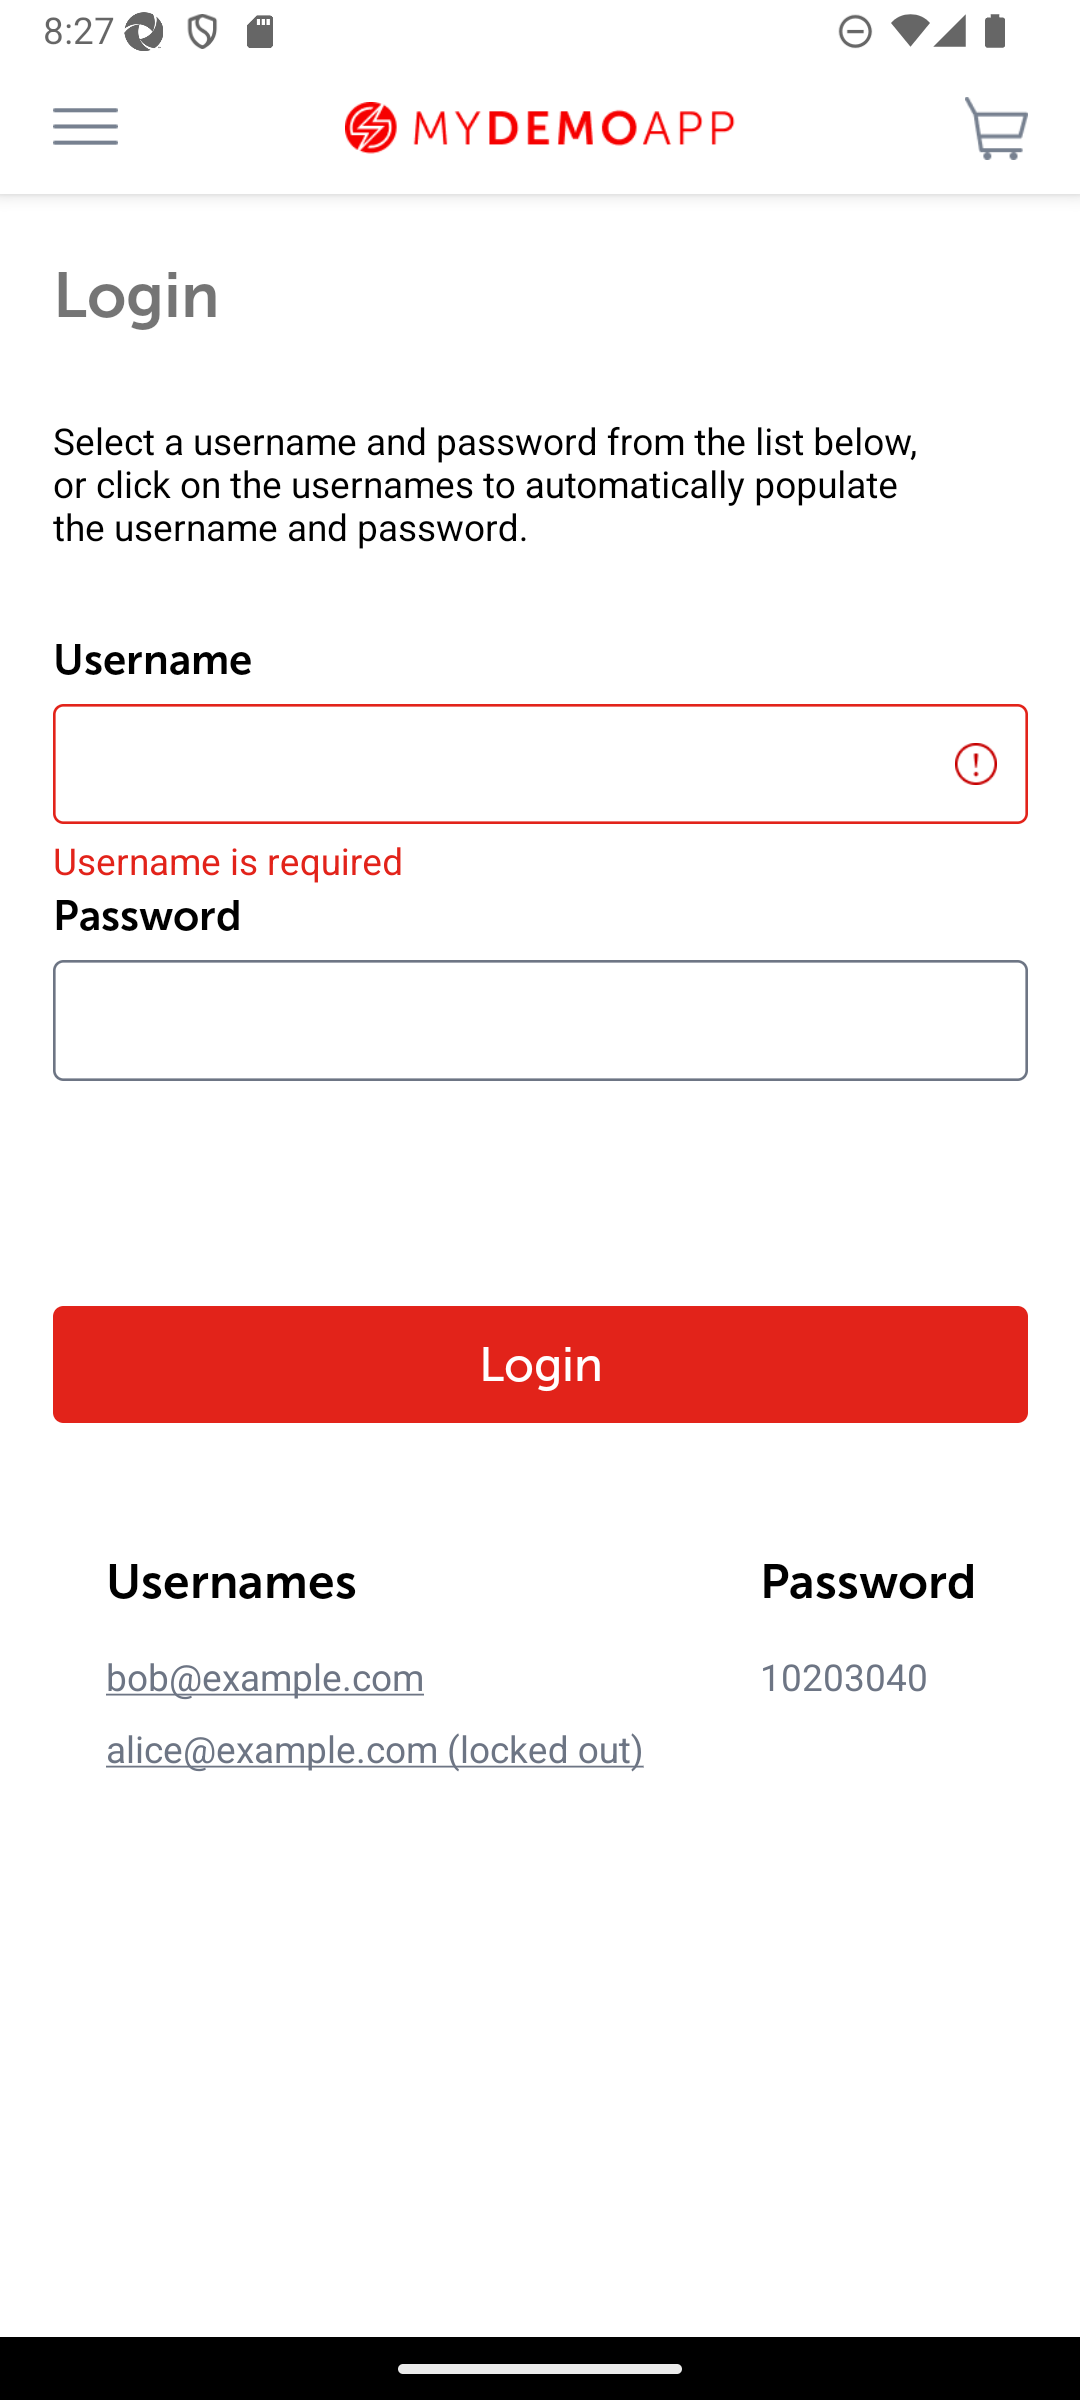 8:27
MYDEMOAPP
Login
Select a username and password from the list below,
or click on the usernames to automatically populate
the username and password.
Username
Username is required
Password
Login
Usernames Password
bob@example.com 10203040
alice@example.com (locked out)